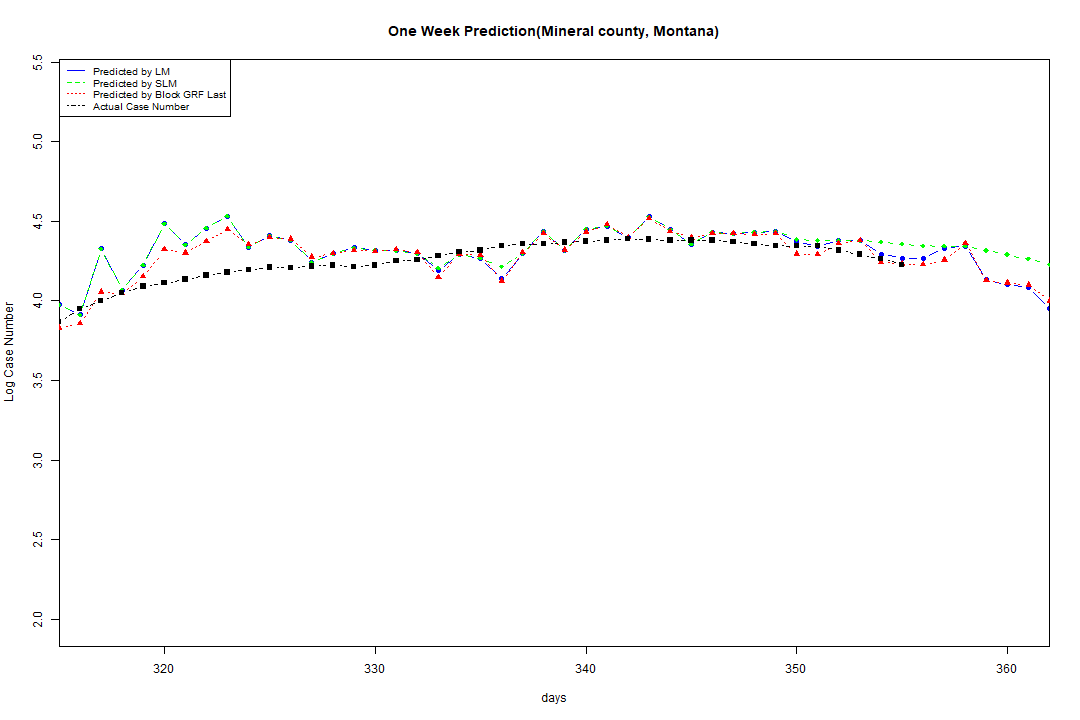 One Week Prediction(Mineral county, Montana)
Predicted by LM
Predicted by SLM
Predicted by Block GRF Last
Actual Case Number
5.5
5.0
4.5
4.0
3.5
3.0
2.5
2.0
Log Case Number
320 330 340 350 360
days